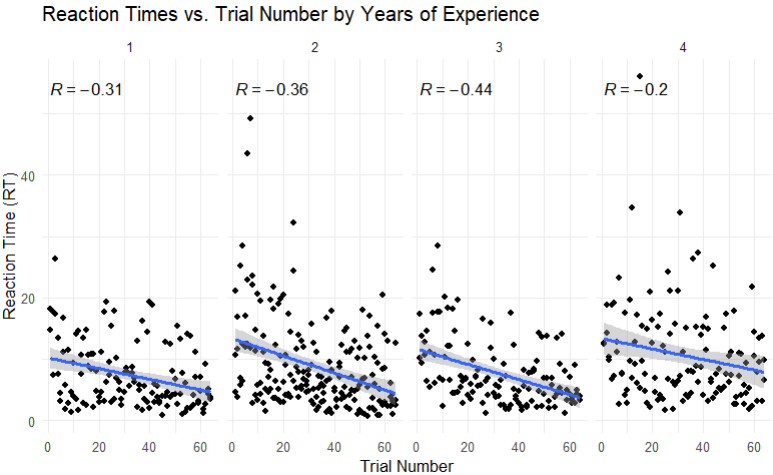 Reaction Times vs. Trial Number by Years of Experience
1 2 3 4
R = −0.31 R = −0.36 R = −0.44 R = −0.2
40
20
0
Reaction Time (RT)
0 20 40 60 0 20 40 60 0 20 40 60 0 20 40 60
Trial Number